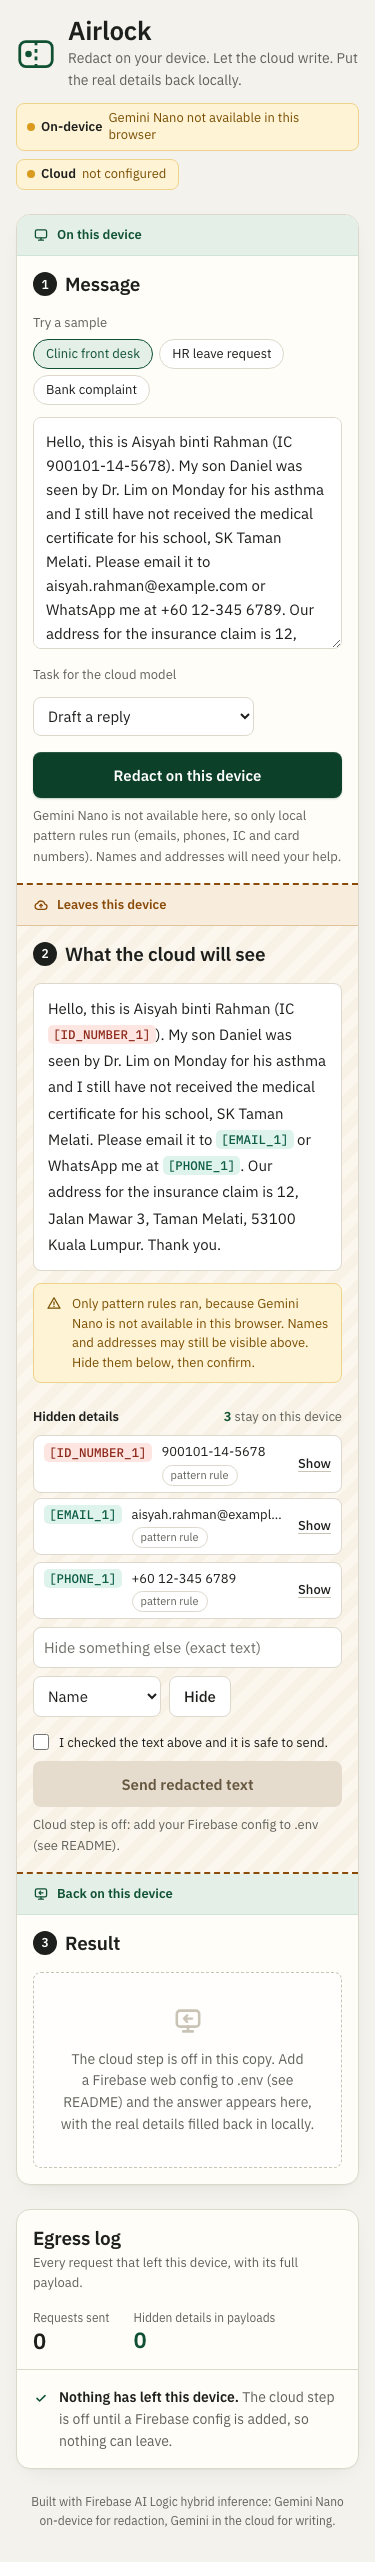 Airlock
Redact on your device. Let the cloud write. Put
the real details back locally.
On-device Gemini Nano not available in this
browser
Cloud not configured
On this device
1 Message
Try a sample
Clinic front desk HR leave request
Bank complaint
Hello, this is Aisyah binti Rahman (IC
900101-14-5678). My son Daniel was
seen by Dr. Lim on Monday for his asthma
and I still have not received the medical
certificate for his school, SK Taman
Melati. Please email it to
aisyah.rahman@example.com or
WhatsApp me at +60 12-345 6789. Our
address for the insurance claim is 12,
Task for the cloud model
Draft a reply
Redact on this device
Gemini Nano is not available here, so only local
pattern rules run (emails, phones, IC and card
numbers). Names and addresses will need your help.
Leaves this device
2 What the cloud will see
Hello, this is Aisyah binti Rahman (IC
[ID_NUMBER_1]). My son Daniel was
seen by Dr. Lim on Monday for his asthma
and I still have not received the medical
certificate for his school, SK Taman
Melati. Please email it to [EMAIL_1] or
WhatsApp me at [PHONE_1]. Our
address for the insurance claim is 12,
Jalan Mawar 3, Taman Melati, 53100
Kuala Lumpur. Thank you.
Only pattern rules ran, because Gemini
Nano is not available in this browser. Names
and addresses may still be visible above.
Hide them below, then confirm.
Hidden details 3 stay on this device
[ID_NUMBER_1] 900101-14-5678
pattern rule
Show
[EMAIL_1] aisyah.rahman@exampl...
pattern rule
Show
[PHONE_1] +60 12-345 6789
pattern rule
Show
Hide something else (exact text)
Name Hide
I checked the text above and it is safe to send.
Send redacted text
Cloud step is off: add your Firebase config to .env
(see README).
Back on this device
3 Result
The cloud step is off in this copy. Add
a Firebase web config to .env (see
README) and the answer appears here,
with the real details filled back in locally.
Egress log
Every request that left this device, with its full
payload.
Requests sent Hidden details in payloads
0 0
Nothing has left this device. The cloud step
is off until a Firebase config is added, so
nothing can leave.
Built with Firebase AI Logic hybrid inference: Gemini Nano
on-device for redaction, Gemini in the cloud for writing.